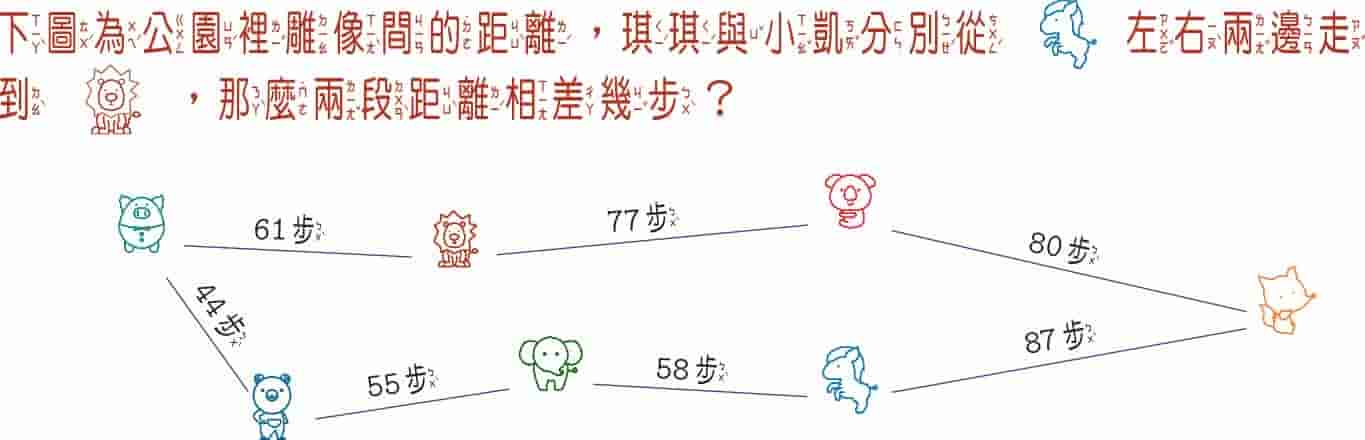 下圖為公園裡雕像間的距離，琪琪與小凱分別從 左右兩邊走
到 ，那麼兩段距離相差幾步？
61步 77步
80步
44步
87步
55步 58步